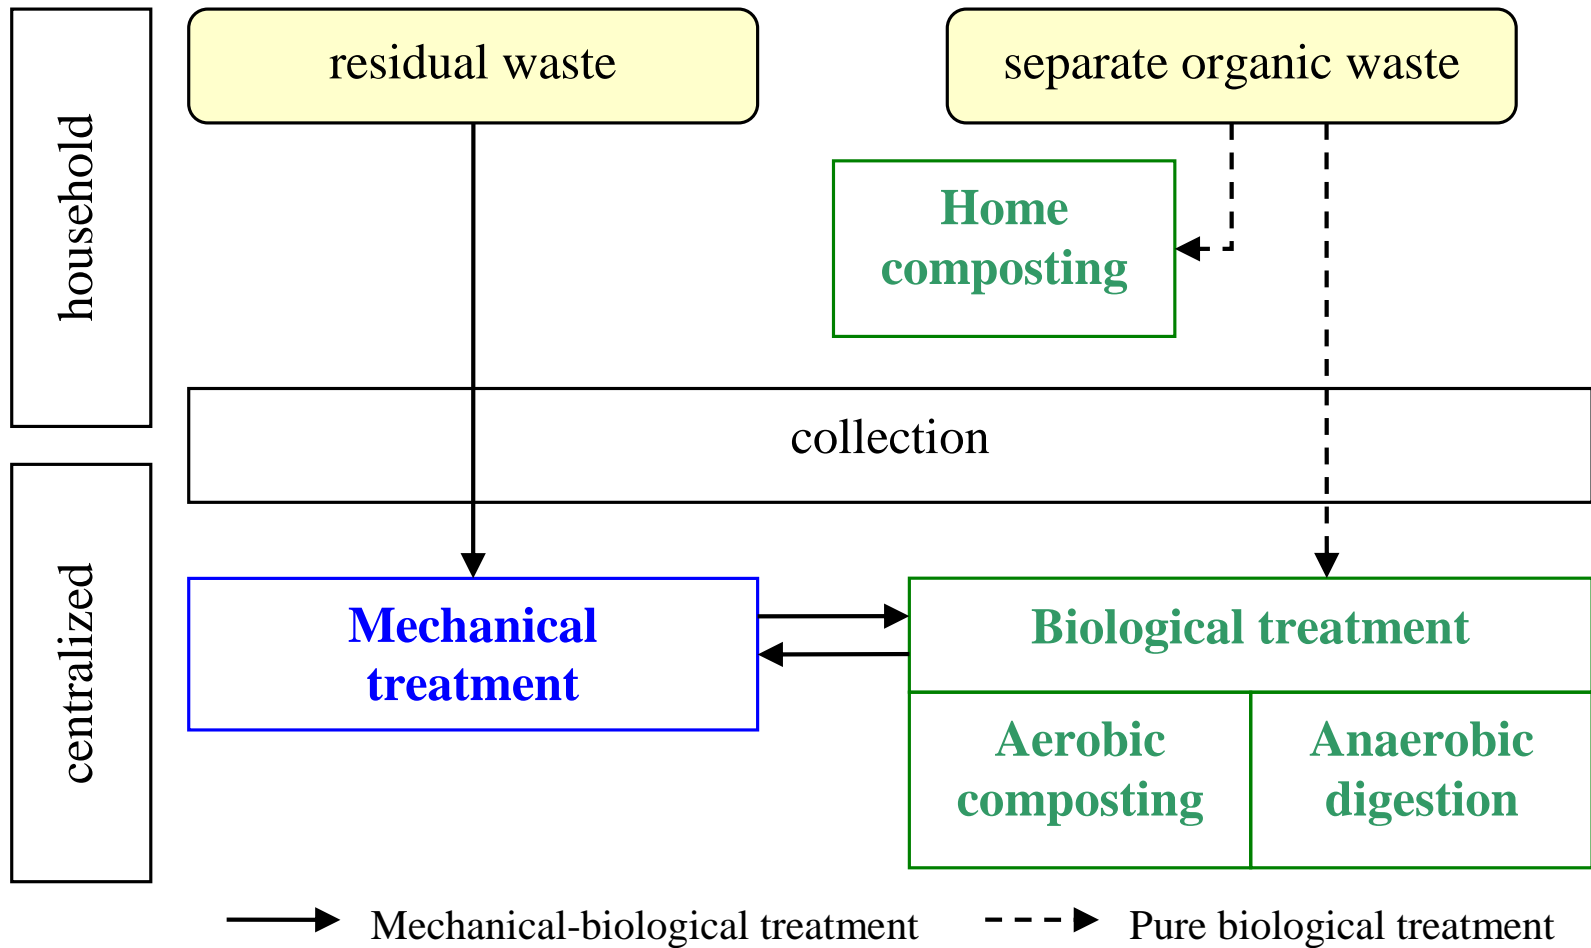 household
residual waste
separate organic waste
Home
composting
collection
centralized
Mechanical
treatment
Biological treatment
Aerobic
composting
Anaerobic
digestion
Mechanical-biological treatment
Pure biological treatment